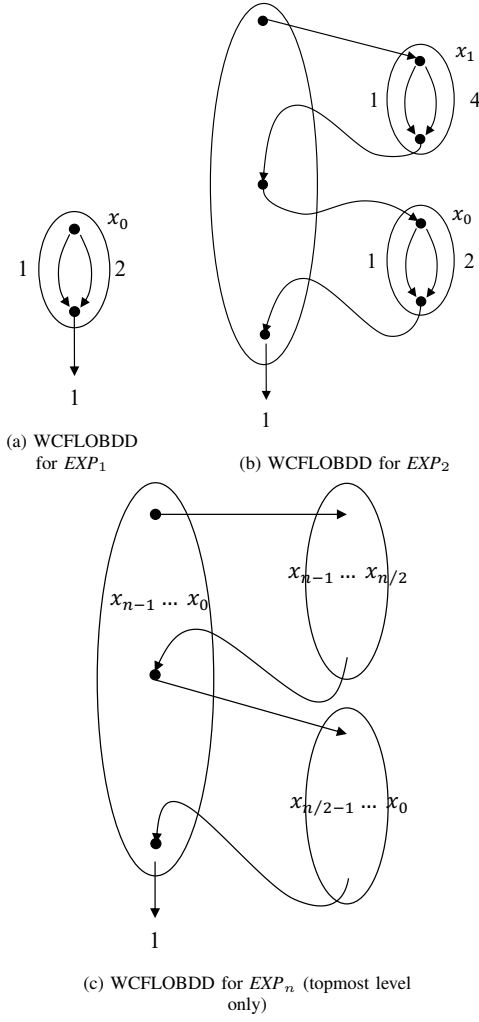 x₁
1 4
x₀
1 2
x₀
1 2
1
1
(a) WCFLOBDD
for EXP₁
(b) WCFLOBDD for EXP₂
xₙ₋₁ ... xₙ/₂
xₙ₋₁ ... x₀
xₙ/₂₋₁ ... x₀
1
(c) WCFLOBDD for EXPₙ (topmost level
only)